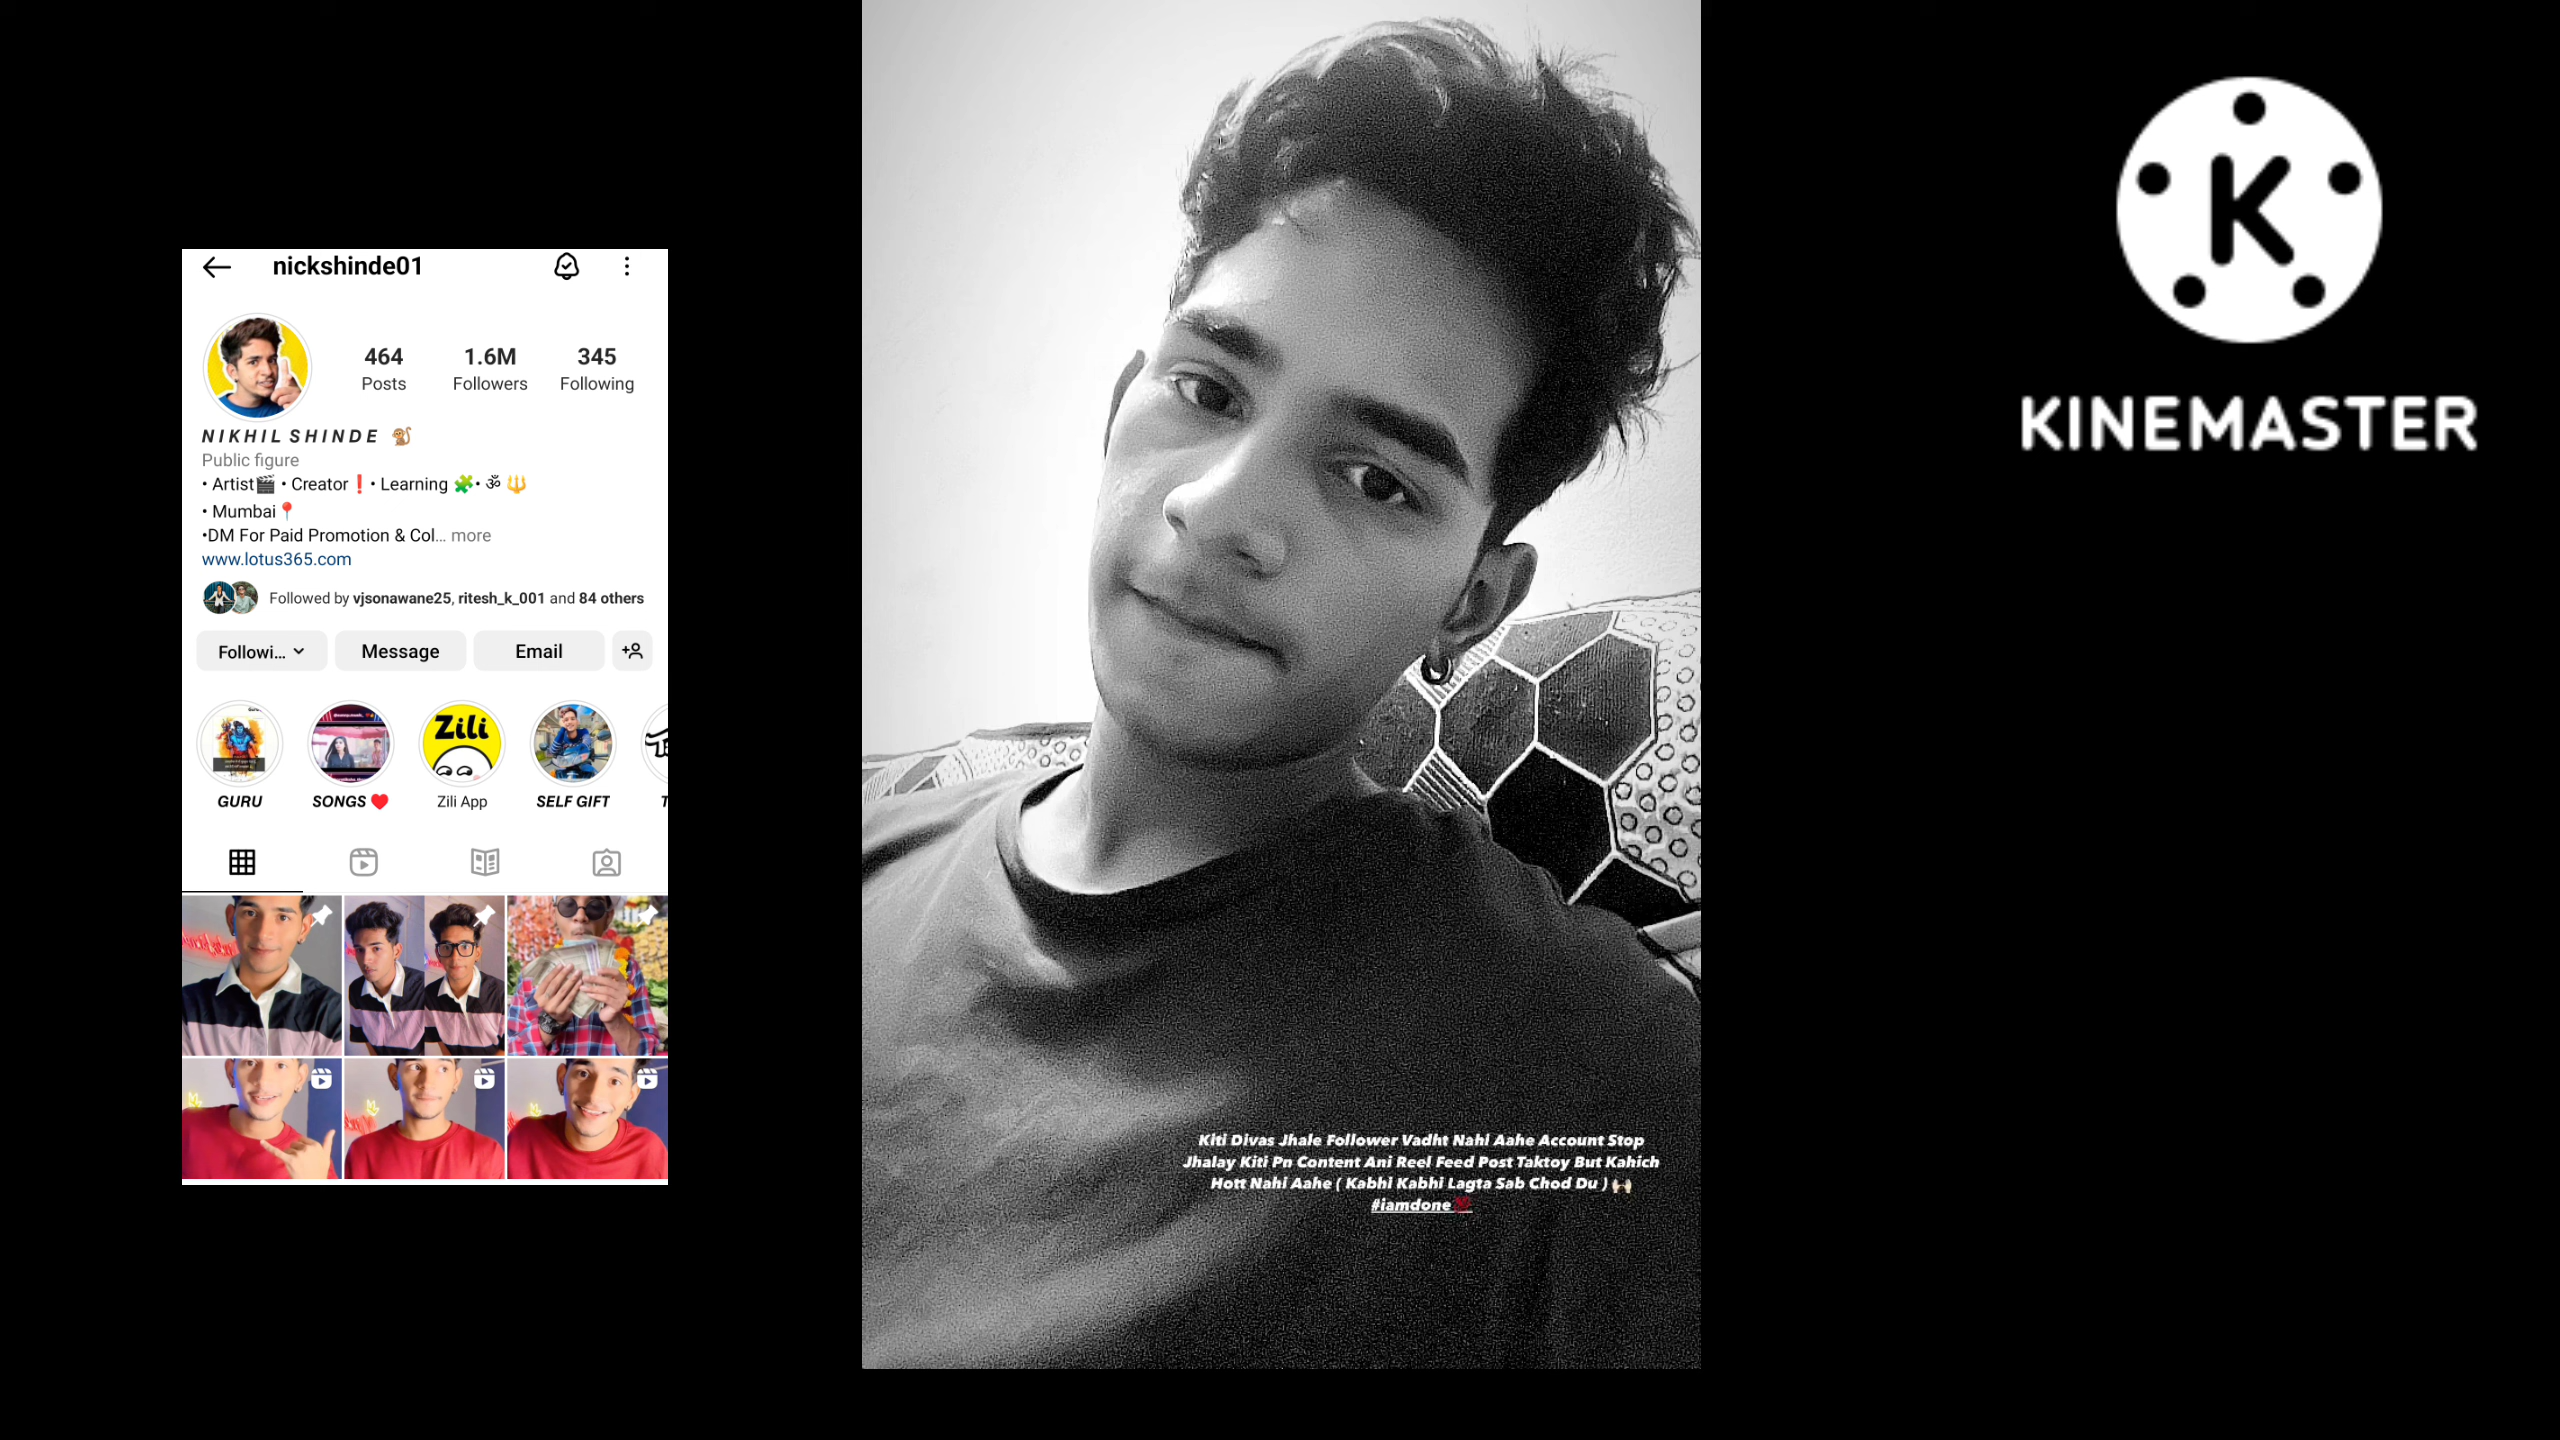 nickshinde01
464
Posts
1.6M
Followers
345
Following
NIKHIL SHINDE 🐒
Public figure
• Artist🎬 • Creator❗• Learning 🧩• ॐ 🔱
• Mumbai📍
•DM For Paid Promotion & Col... more
www.lotus365.com
Followed by vjsonawane25, ritesh_k_001 and 84 others
Followi...
Message
Email
Zili
GURU
SONGS ❤️
Zili App
SELF GIFT
Kiti Divas Jhale Follower Vadht Nahi Aahe Account Stop
Jhalay Kiti Pn Content Ani Reel Feed Post Taktoy But Kahich
Hott Nahi Aahe ( Kabhi Kabhi Lagta Sab Chod Du ) 🙌🏻
#iamdone💯
K
KINEMASTER